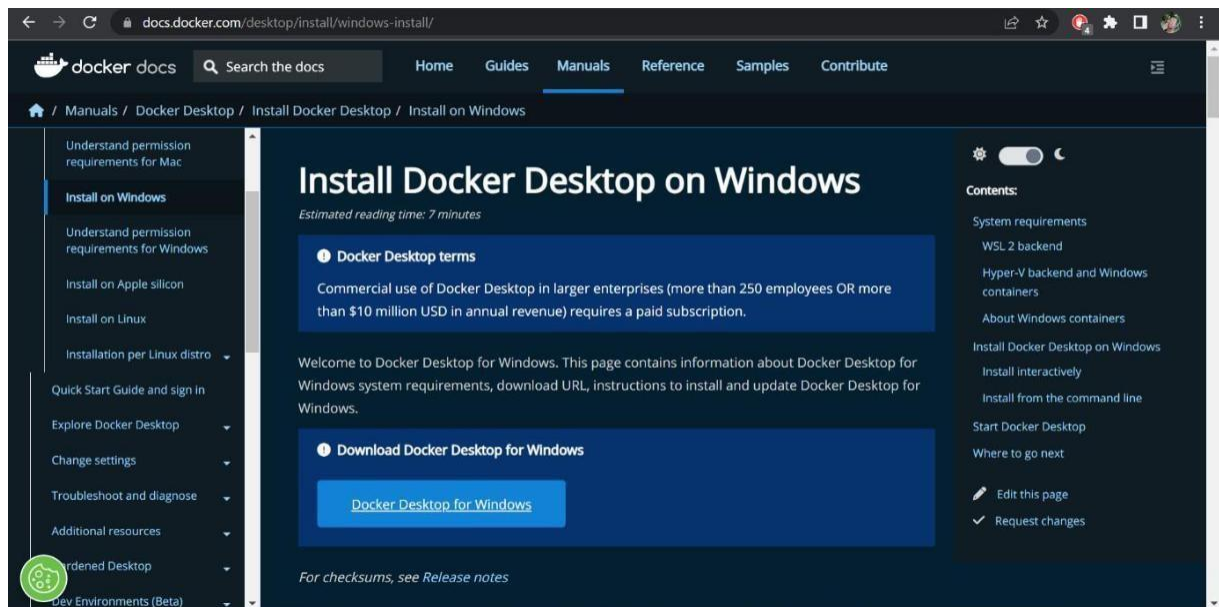 docs.docker.com/desktop/install/windows-install/
4
docker docs
Search the docs
Home Guides Manuals Reference Samples Contribute
/ Manuals / Docker Desktop / Install Docker Desktop / Install on Windows
Understand permission
requirements for Mac
Install on Windows
Understand permission
requirements for Windows
Install on Apple silicon
Install on Linux
Installation per Linux distro
Quick Start Guide and sign in
Explore Docker Desktop
Change settings
Troubleshoot and diagnose
Additional resources
rdened Desktop
Dev Environments (Beta)
Install Docker Desktop on Windows
Estimated reading time: 7 minutes
Docker Desktop terms
Commercial use of Docker Desktop in larger enterprises (more than 250 employees OR more
than $10 million USD in annual revenue) requires a paid subscription.
Welcome to Docker Desktop for Windows. This page contains information about Docker Desktop for
Windows system requirements, download URL, instructions to install and update Docker Desktop for
Windows.
Download Docker Desktop for Windows
Docker Desktop for Windows
For checksums, see Release notes
Contents:
System requirements
WSL 2 backend
Hyper-V backend and Windows
containers
About Windows containers
Install Docker Desktop on Windows
Install interactively
Install from the command line
Start Docker Desktop
Where to go next
Edit this page
Request changes